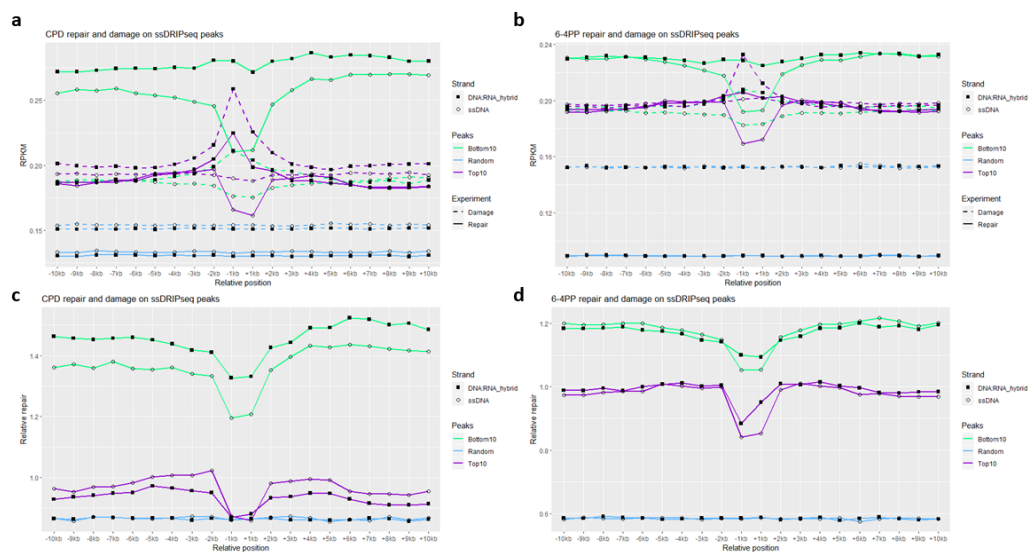 a
CPD repair and damage on ssDRIPseq peaks
0.25
0.20
0.15
RPKM
-10kb -9kb -8kb -7kb -6kb -5kb -4kb -3kb -2kb -1kb +1kb +2kb +3kb +4kb +5kb +6kb +7kb +8kb +9kb +10kb
Relative position
Strand
DNA:RNA_hybrid
ssDNA
Peaks
Bottom10
Random
Top10
Experiment
Damage
Repair
b
6-4PP repair and damage on ssDRIPseq peaks
0.24
0.20
0.16
0.12
RPKM
-10kb -9kb -8kb -7kb -6kb -5kb -4kb -3kb -2kb -1kb +1kb +2kb +3kb +4kb +5kb +6kb +7kb +8kb +9kb +10kb
Relative position
Strand
DNA:RNA_hybrid
ssDNA
Peaks
Bottom10
Random
Top10
Experiment
Damage
Repair
c
CPD repair and damage on ssDRIPseq peaks
1.4
1.2
1.0
Relative repair
-10kb -9kb -8kb -7kb -6kb -5kb -4kb -3kb -2kb -1kb +1kb +2kb +3kb +4kb +5kb +6kb +7kb +8kb +9kb +10kb
Relative position
Strand
DNA:RNA_hybrid
ssDNA
Peaks
Bottom10
Random
Top10
d
6-4PP repair and damage on ssDRIPseq peaks
1.2
1.0
0.8
0.6
Relative repair
-10kb -9kb -8kb -7kb -6kb -5kb -4kb -3kb -2kb -1kb +1kb +2kb +3kb +4kb +5kb +6kb +7kb +8kb +9kb +10kb
Relative position
Strand
DNA:RNA_hybrid
ssDNA
Peaks
Bottom10
Random
Top10